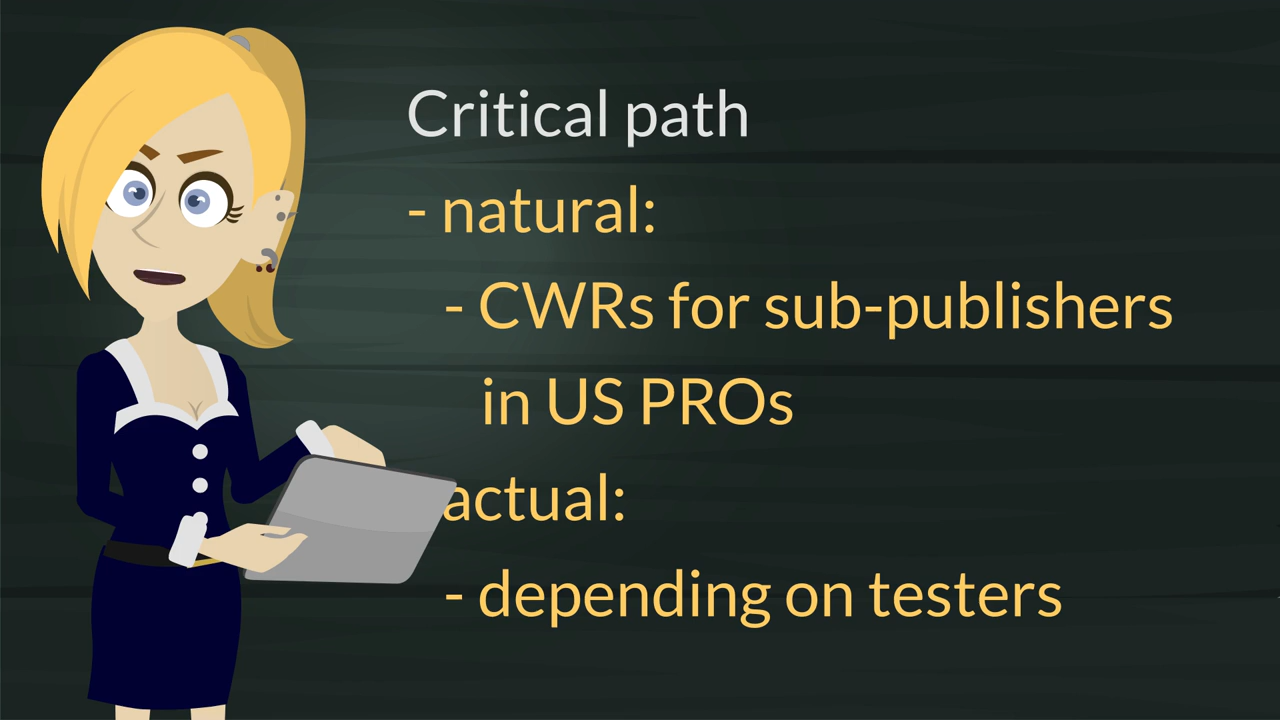 Critical path
- natural:
- CWRs for sub-publishers
in US PROs
actual:
- depending on testers